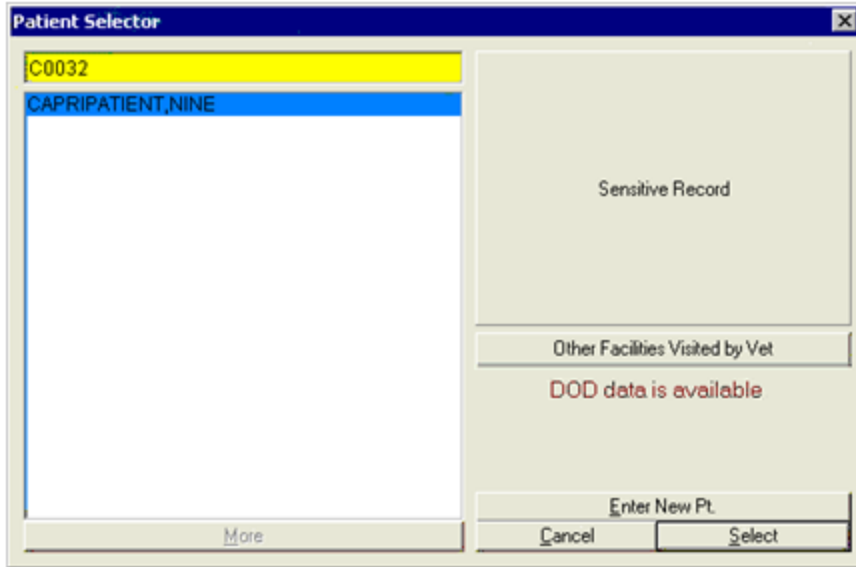 Patient Selector
C0032
CAPRIPATIENT,NINE
Sensitive Record
Other Facilities Visited by Vet
DOD data is available
Enter New Pt.
More
Cancel
Select